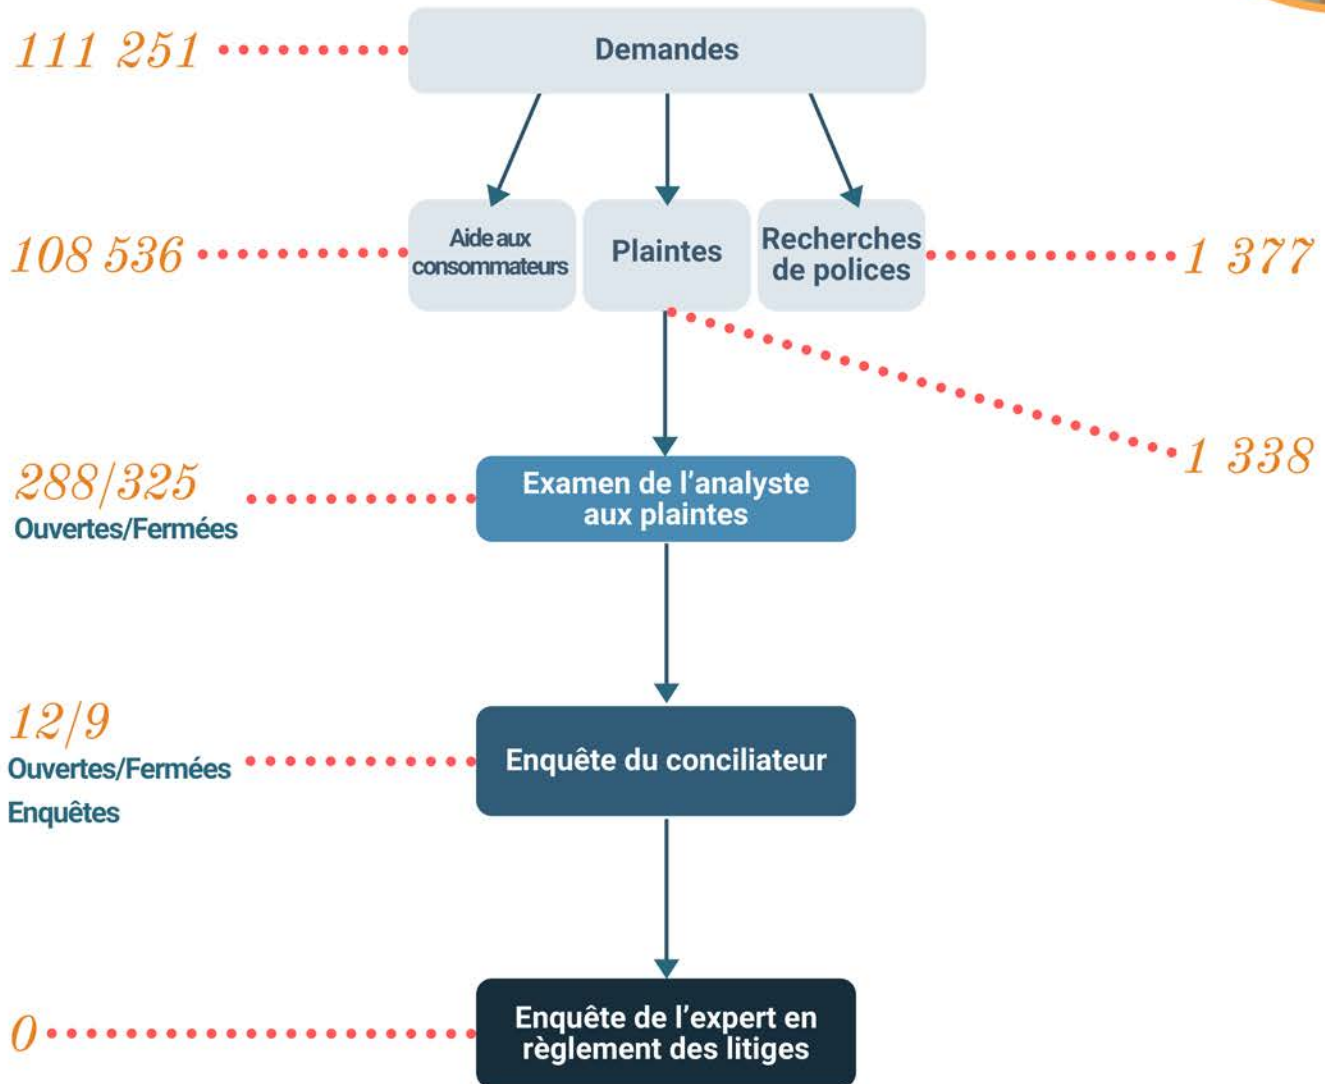 111 251
Demandes
108 536
Aide aux
consommateurs
Plaintes
Recherches
de polices
1 377
1 338
288/325
Ouvertes/Fermées
Examen de l’analyste
aux plaintes
12/9
Ouvertes/Fermées
Enquêtes
Enquête du conciliateur
0
Enquête de l’expert en
règlement des litiges